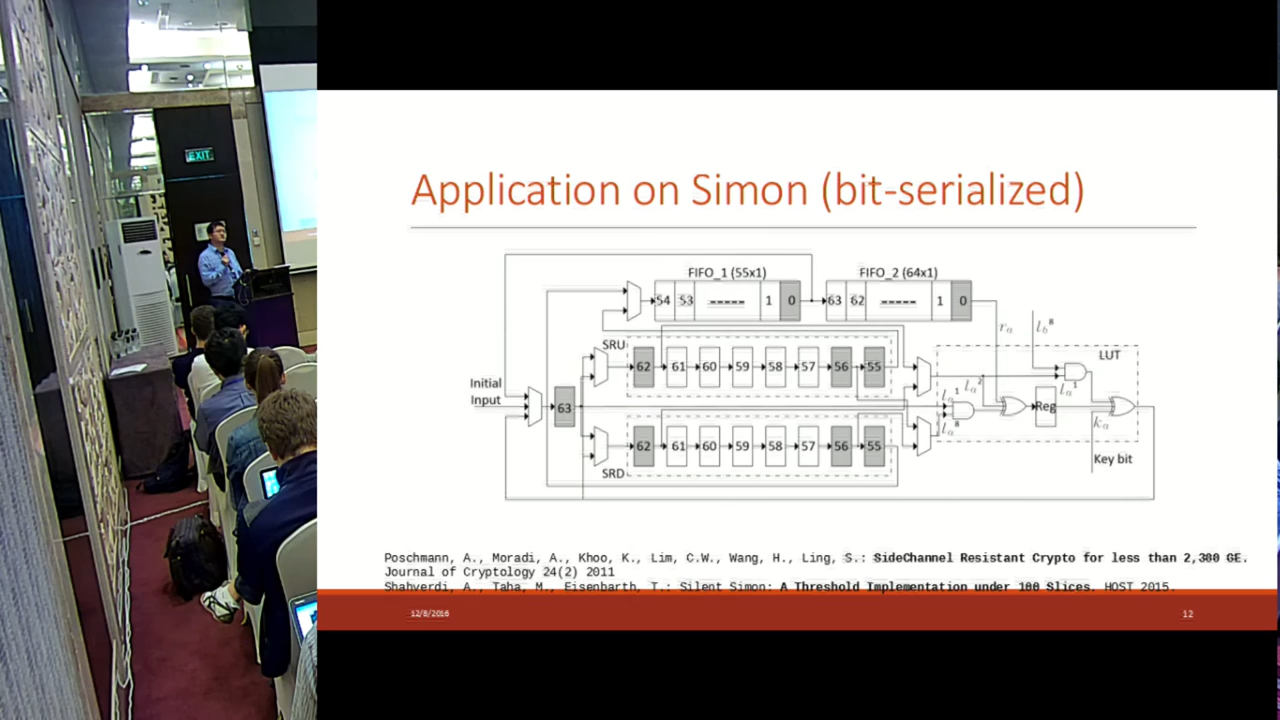 EXIT
Application on Simon (bit-serialized)
FIFO_1 (55x1)
FIFO_2 (64x1)
54 53 ----- 1 0
63 62 ----- 1 0
SRU
62 61 60 59 58 57 56 55
LUT
Initial
Input
63
Reg
62 61 60 59 58 57 56 55
SRD
Key bit
Poschmann, A., Moradi, A., Khoo, K., Lim, C.W., Wang, H., Ling, S.: SideChannel Resistant Crypto for less than 2,300 GE.
Journal of Cryptology 24(2) 2011
Shahverdi, A., Taha, M., Eisenbarth, T.: Silent Simon: A Threshold Implementation under 100 Slices. HOST 2015.
12/8/2016
12